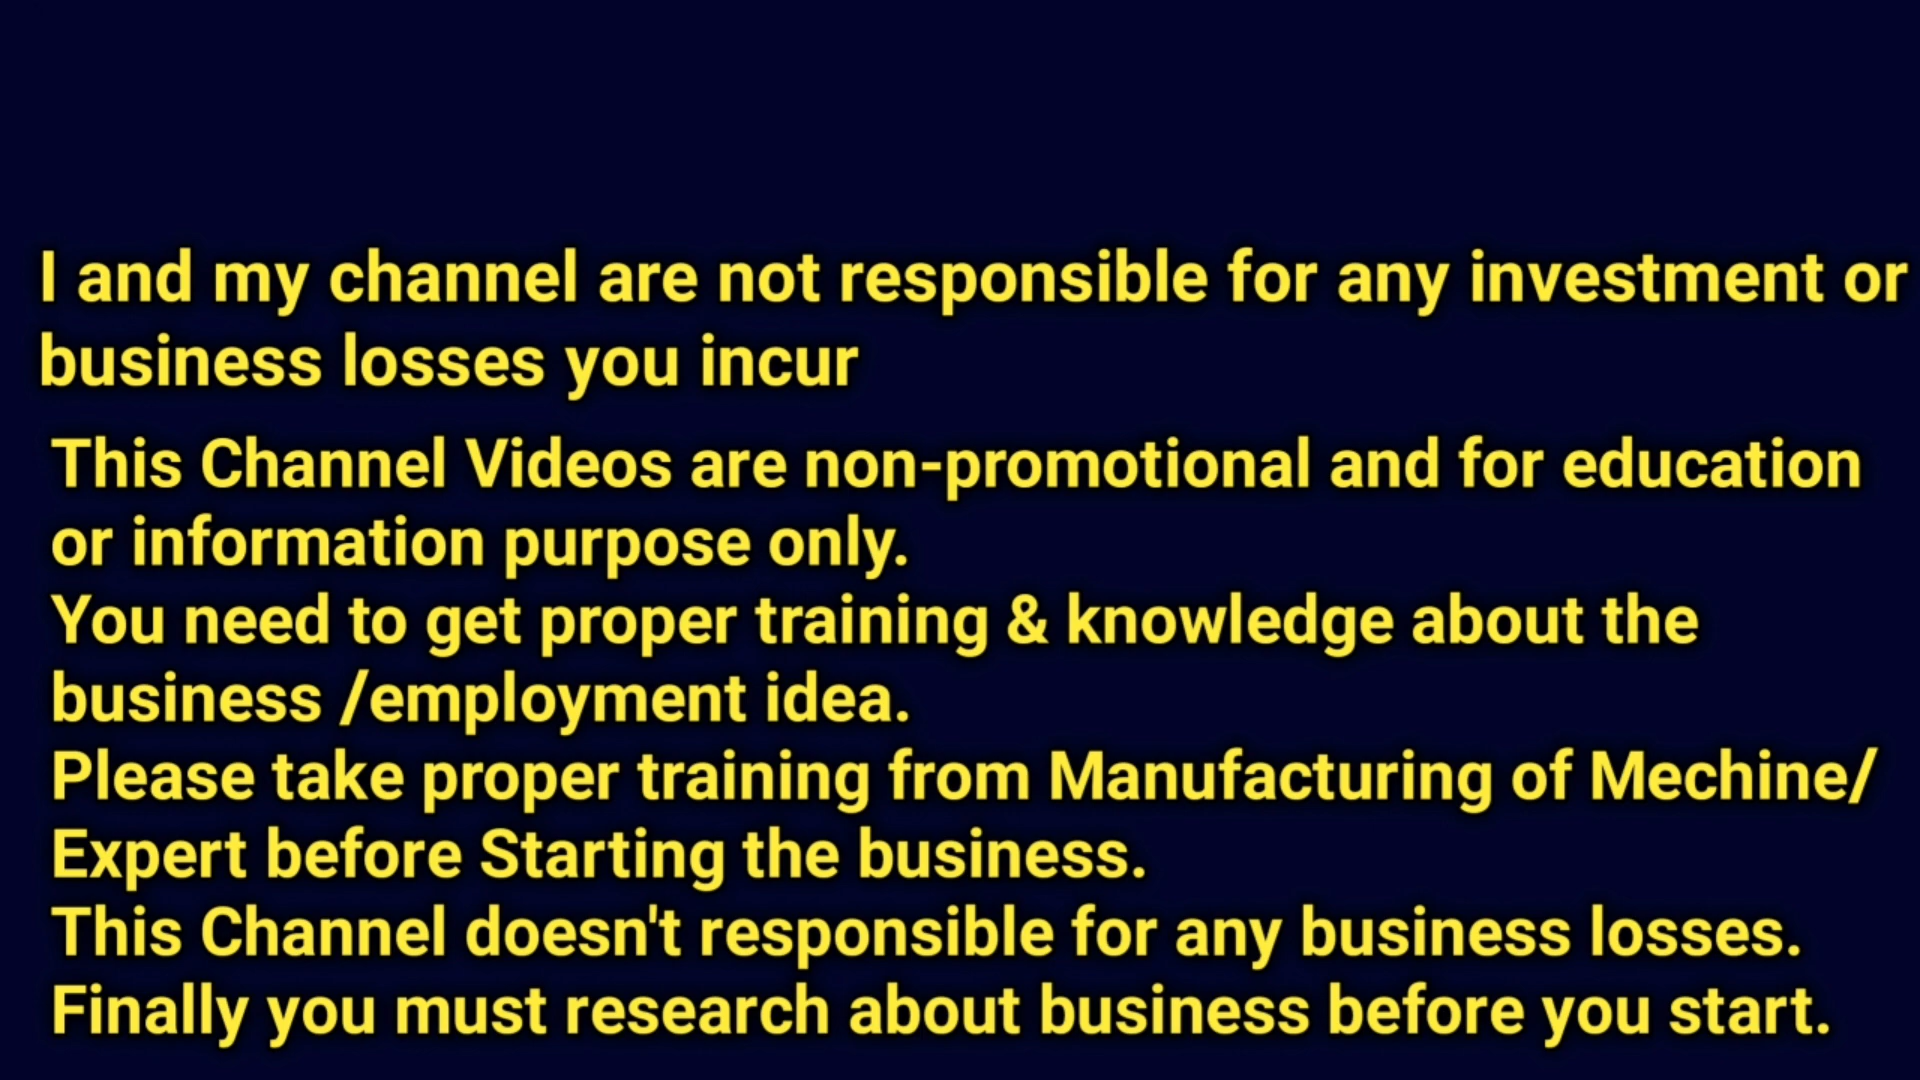 I and my channel are not responsible for any investment or
business losses you incur
This Channel Videos are non-promotional and for education
or information purpose only.
You need to get proper training & knowledge about the
business /employment idea.
Please take proper training from Manufacturing of Mechine/
Expert before Starting the business.
This Channel doesn't responsible for any business losses.
Finally you must research about business before you start.